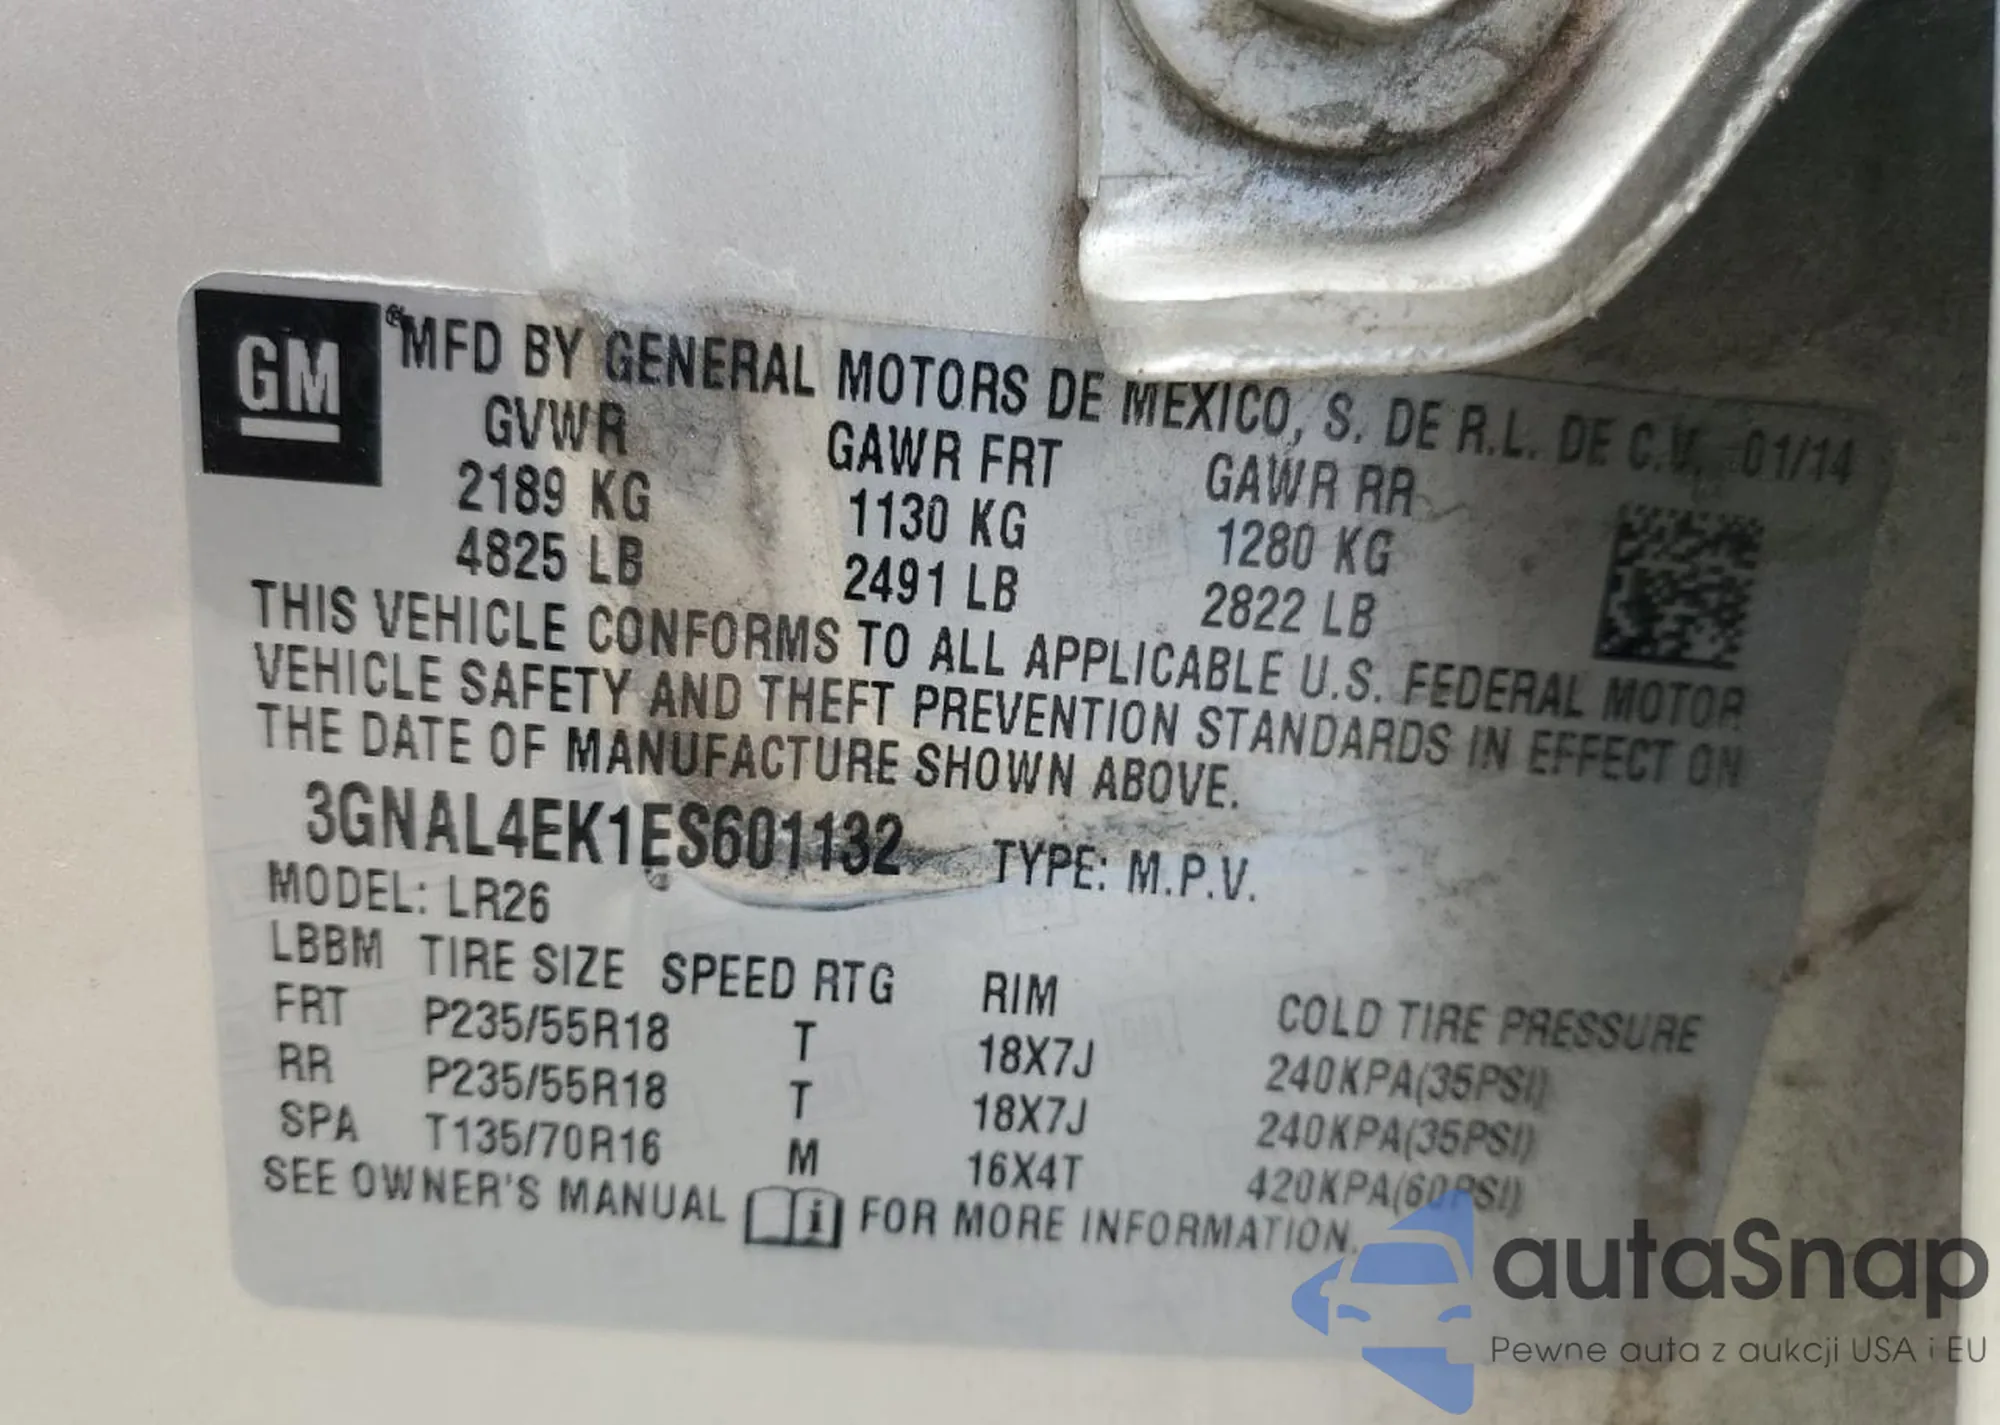 GM ® MFD BY GENERAL MOTORS DE MEXICO, S. DE R.L. DE C.V. 01/14
GVWR GAWR FRT GAWR RR
2189 KG 1130 KG 1280 KG
4825 LB 2491 LB 2822 LB
THIS VEHICLE CONFORMS TO ALL APPLICABLE U.S. FEDERAL MOTOR
VEHICLE SAFETY AND THEFT PREVENTION STANDARDS IN EFFECT ON
THE DATE OF MANUFACTURE SHOWN ABOVE.
3GNAL4EK1ES601132 TYPE: M.P.V.
MODEL: LR26
LBBM TIRE SIZE SPEED RTG RIM COLD TIRE PRESSURE
FRT P235/55R18 T 18X7J 240KPA(35PSI)
RR P235/55R18 T 18X7J 240KPA(35PSI)
SPA T135/70R16 M 16X4T 420KPA(60PSI)
SEE OWNER'S MANUAL i FOR MORE INFORMATION.
autaSnap
Pewne auta z aukcji USA i EU